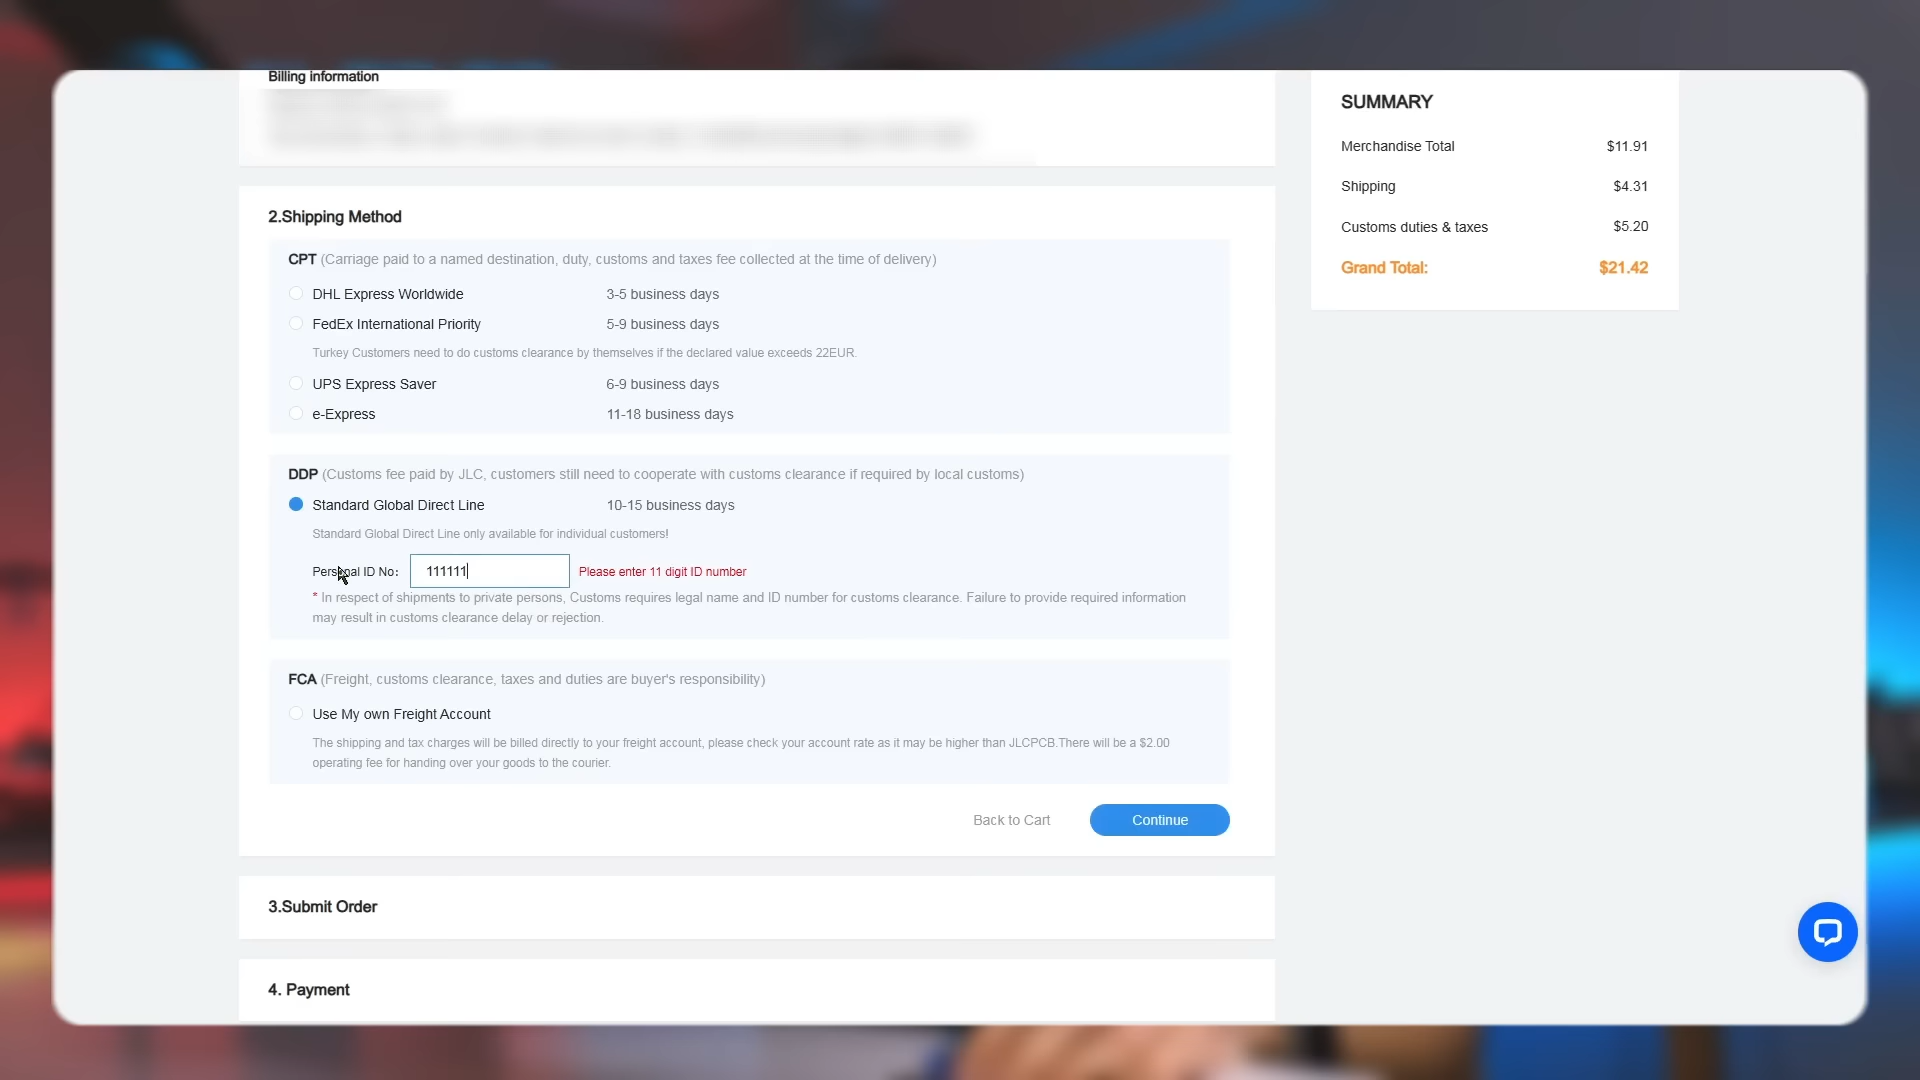 Billing information
2.Shipping Method
CPT (Carriage paid to a named destination, duty, customs and taxes fee collected at the time of delivery)
DHL Express Worldwide 3-5 business days
FedEx International Priority 5-9 business days
Turkey Customers need to do customs clearance by themselves if the declared value exceeds 22EUR.
UPS Express Saver 6-9 business days
e-Express 11-18 business days
DDP (Customs fee paid by JLC, customers still need to cooperate with customs clearance if required by local customs)
Standard Global Direct Line 10-15 business days
Standard Global Direct Line only available for individual customers!
Personal ID No: 111111 Please enter 11 digit ID number
* In respect of shipments to private persons, Customs requires legal name and ID number for customs clearance. Failure to provide required information
may result in customs clearance delay or rejection.
FCA (Freight, customs clearance, taxes and duties are buyer's responsibility)
Use My own Freight Account
The shipping and tax charges will be billed directly to your freight account, please check your account rate as it may be higher than JLCPCB.There will be a $2.00
operating fee for handing over your goods to the courier.
Back to Cart Continue
3.Submit Order
4. Payment
SUMMARY
Merchandise Total $11.91
Shipping $4.31
Customs duties & taxes $5.20
Grand Total: $21.42